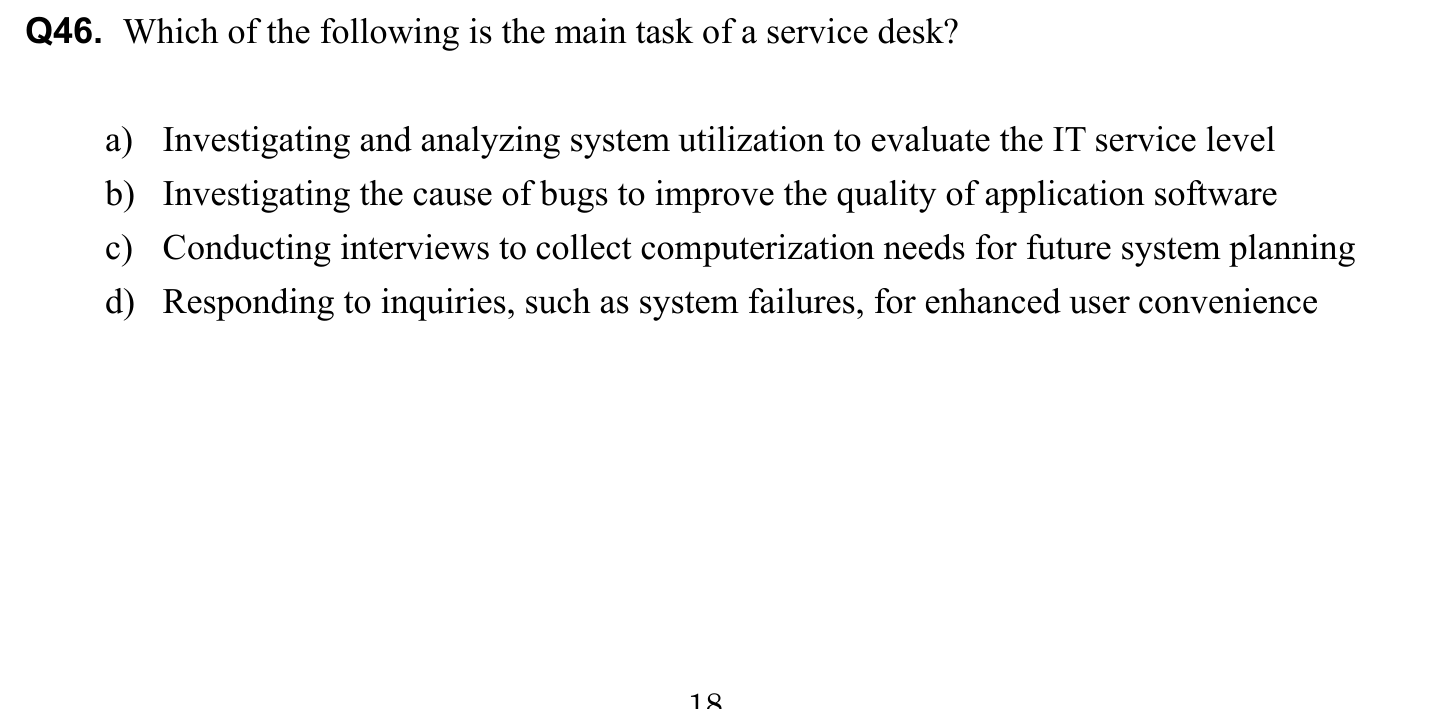 Q46. Which of the following is the main task of a service desk?
a) Investigating and analyzing system utilization to evaluate the IT service level
b) Investigating the cause of bugs to improve the quality of application software
c) Conducting interviews to collect computerization needs for future system planning
d) Responding to inquiries, such as system failures, for enhanced user convenience
18